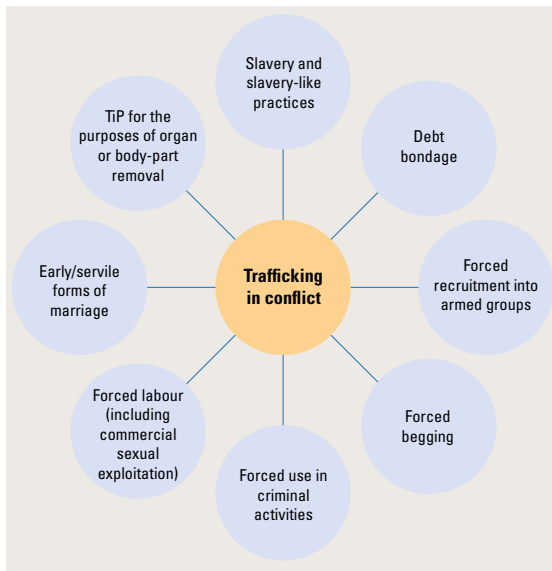 Slavery and
slavery-like
practices
TiP for the
purposes of organ
or body-part
removal
Debt
bondage
Early/servile
forms of
marriage
Trafficking
in conflict
Forced
recruitment into
armed groups
Forced labour
(including
commercial
sexual
exploitation)
Forced
begging
Forced use in
criminal
activities